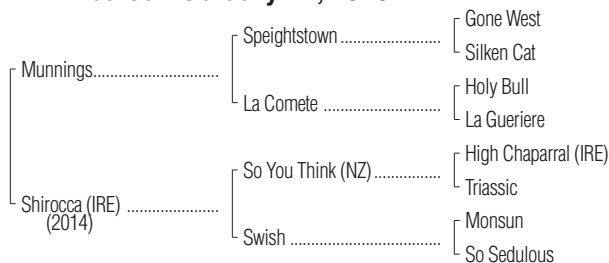 Gone West
Speightstown
Silken Cat
Munnings
Holy Bull
La Comete
La Gueriere
High Chaparral (IRE)
So You Think (NZ)
Triassic
Shirocca (IRE)
(2014)
Monsun
Swish
So Sedulous